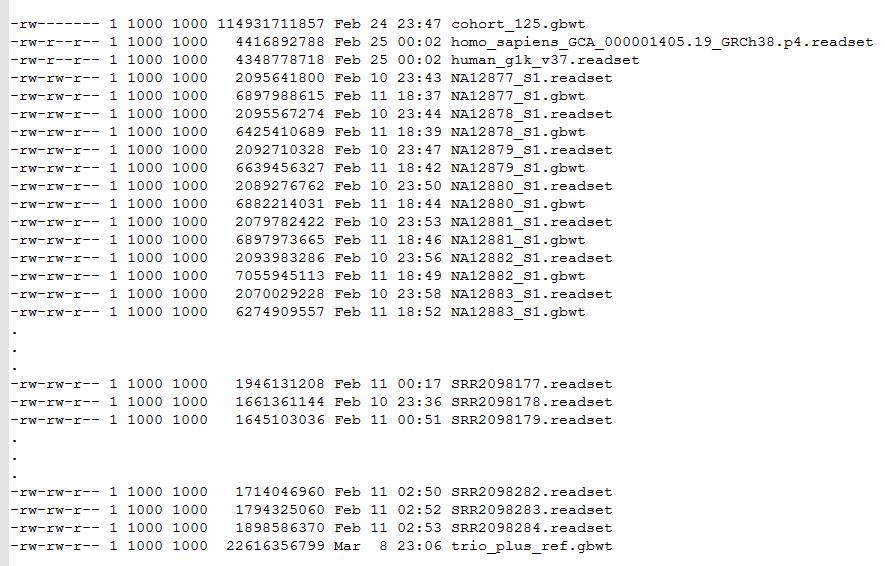 -rw------- 1 1000 1000 114931711857 Feb 24 23:47 cohort_125.gbwt
-rw-r--r-- 1 1000 1000   4416892788 Feb 25 00:02 homo_sapiens_GCA_000001405.19_GRCh38.p4.readset
-rw-r--r-- 1 1000 1000   4348778718 Feb 25 00:02 human_g1k_v37.readset
-rw-rw-r-- 1 1000 1000   2095641800 Feb 10 23:43 NA12877_S1.readset
-rw-rw-r-- 1 1000 1000   6897988615 Feb 11 18:37 NA12877_S1.gbwt
-rw-rw-r-- 1 1000 1000   2095567274 Feb 10 23:44 NA12878_S1.readset
-rw-rw-r-- 1 1000 1000   6425410689 Feb 11 18:39 NA12878_S1.gbwt
-rw-rw-r-- 1 1000 1000   2092710328 Feb 10 23:47 NA12879_S1.readset
-rw-rw-r-- 1 1000 1000   6639456327 Feb 11 18:42 NA12879_S1.gbwt
-rw-rw-r-- 1 1000 1000   2089276762 Feb 10 23:50 NA12880_S1.readset
-rw-rw-r-- 1 1000 1000   6882214031 Feb 11 18:44 NA12880_S1.gbwt
-rw-rw-r-- 1 1000 1000   2079782422 Feb 10 23:53 NA12881_S1.readset
-rw-rw-r-- 1 1000 1000   6897973665 Feb 11 18:46 NA12881_S1.gbwt
-rw-rw-r-- 1 1000 1000   2093983286 Feb 10 23:56 NA12882_S1.readset
-rw-rw-r-- 1 1000 1000   7055945113 Feb 11 18:49 NA12882_S1.gbwt
-rw-rw-r-- 1 1000 1000   2070029228 Feb 10 23:58 NA12883_S1.readset
-rw-rw-r-- 1 1000 1000   6274909557 Feb 11 18:52 NA12883_S1.gbwt
.
.
.
-rw-rw-r-- 1 1000 1000   1946131208 Feb 11 00:17 SRR2098177.readset
-rw-rw-r-- 1 1000 1000   1661361144 Feb 10 23:36 SRR2098178.readset
-rw-rw-r-- 1 1000 1000   1645103036 Feb 11 00:51 SRR2098179.readset
.
.
.
-rw-rw-r-- 1 1000 1000   1714046960 Feb 11 02:50 SRR2098282.readset
-rw-rw-r-- 1 1000 1000   1794325060 Feb 11 02:52 SRR2098283.readset
-rw-rw-r-- 1 1000 1000   1898586370 Feb 11 02:53 SRR2098284.readset
-rw-rw-r-- 1 1000 1000  22616356799 Mar  8 23:06 trio_plus_ref.gbwt